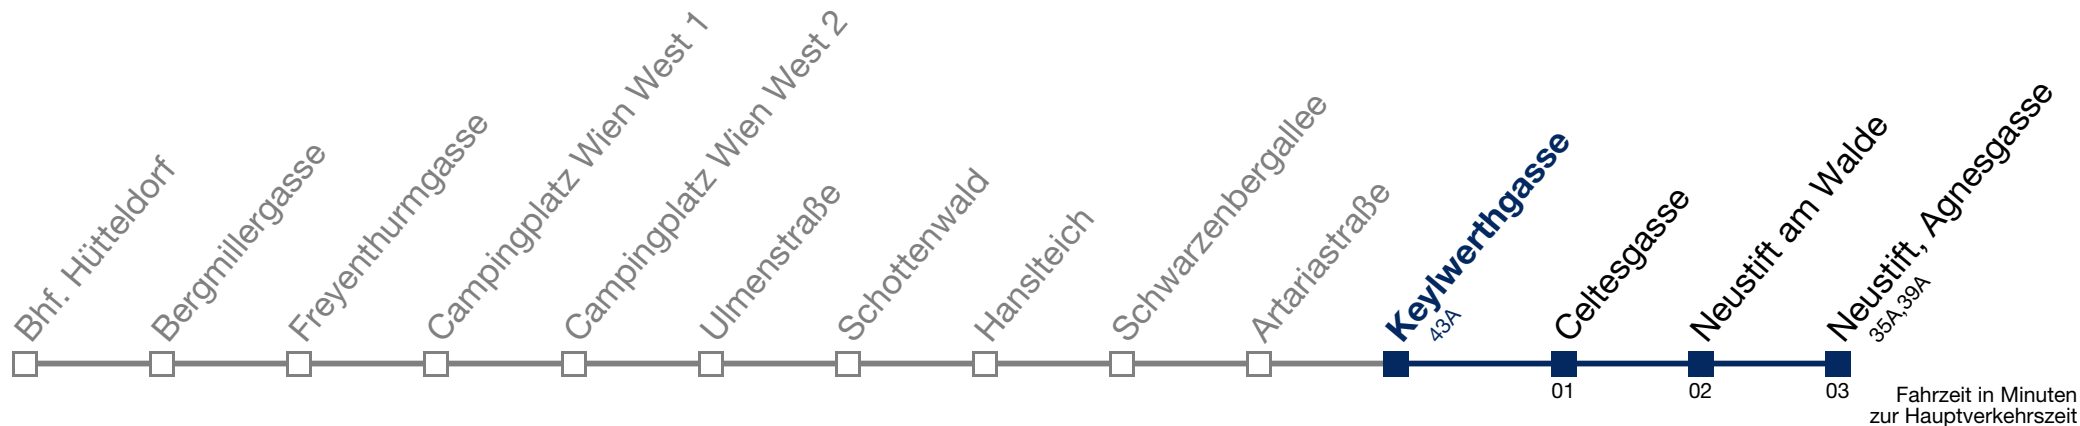 Bhf. Hütteldorf
Bergmillergasse
Freyenthurmgasse
Campingplatz Wien West 1
Campingplatz Wien West 2
Ulmenstraße
Schottenwald
Hanslteich
Schwarzenbergallee
Artariastraße
Keylwerthgasse
43A
Celtesgasse
Neustift am Walde
Neustift, Agnesgasse
35A,39A
01
02
03
Fahrzeit in Minuten
zur Hauptverkehrszeit